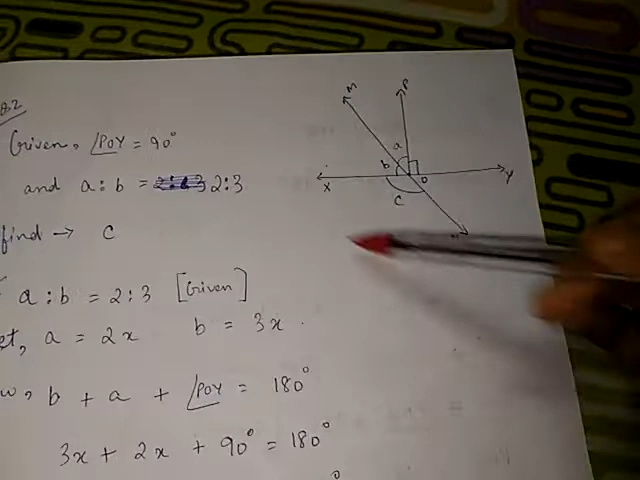 Q.2
Given, ∠POY = 90°
and a:b = 2:3
find → c
a:b = 2:3 [Given]
let, a = 2x b = 3x.
b + a + ∠POY = 180°
3x + 2x + 90° = 180°
M P
a
b
X O Y
c